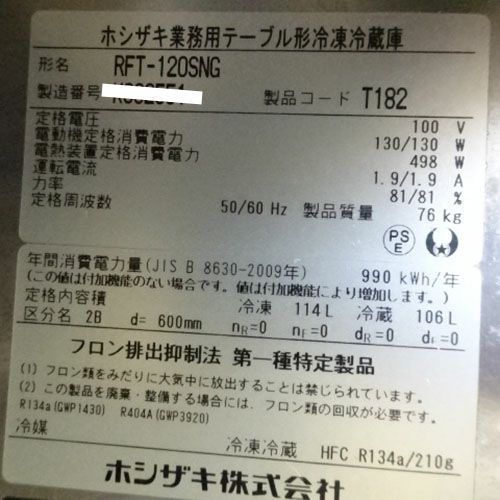 ホシザキ業務用テーブル形冷凍冷蔵庫
形名 RFT-120SNG
製造番号 製品コード T182
定格電圧 100 V
電動機定格消費電力 130/130 W
電熱装置定格消費電力 498 W
運転電流 1.9/1.9 A
力率 81/81 %
定格周波数 50/60 Hz 製品質量 76 kg
PS
E
年間消費電力量(JIS B 8630-2009年) 990 kWh/年
(この値は付加機能のない場合です。値は付加機能により増加します。)
定格内容積 冷凍 114 L 冷蔵 106 L
区分名 2B d= 600mm nR=0 nF=0 dR=0 dF=0
フロン排出抑制法 第一種特定製品
(1) フロン類をみだりに大気中に放出することは禁じられています。
(2) この製品を廃棄・整備する場合には、フロン類の回収が必要です。
R134a(GWP1430) R404A(GWP3920)
冷媒
冷凍冷蔵 HFC R134a/210g
ホシザキ株式会社